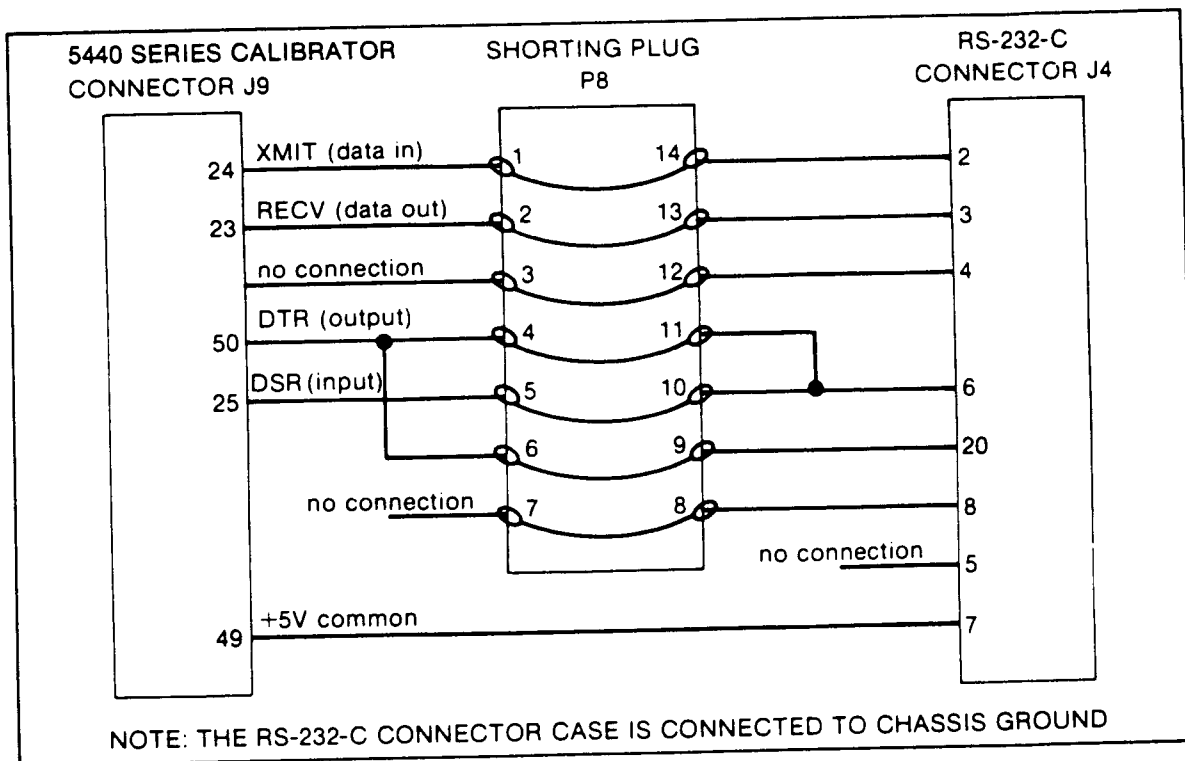 5440 SERIES CALIBRATOR
CONNECTOR J9
SHORTING PLUG
P8
RS-232-C
CONNECTOR J4
24 XMIT (data in) 1 14 2
23 RECV (data out) 2 13 3
no connection 3 12 4
50 DTR (output) 4 11
25 DSR (input) 5 10 6
6 9 20
no connection 7 8 8
no connection 5
49 +5V common 7
NOTE: THE RS-232-C CONNECTOR CASE IS CONNECTED TO CHASSIS GROUND